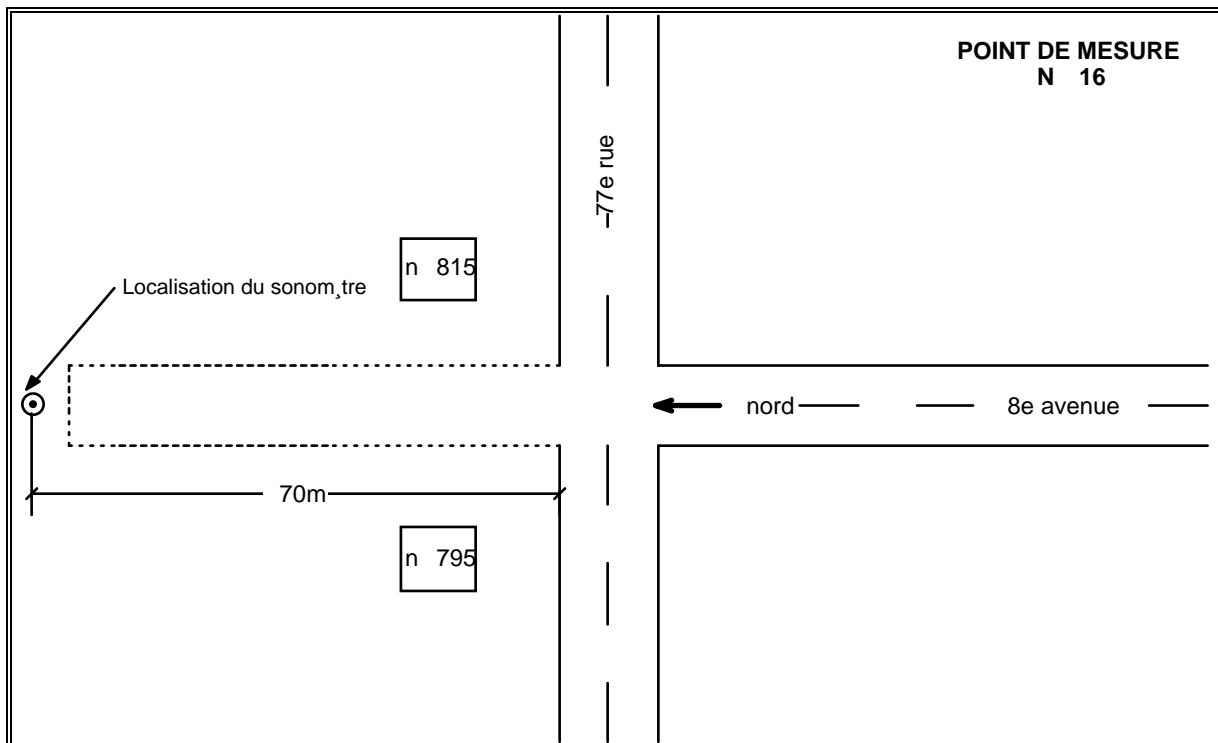 POINT DE MESURE
N 16
77e rue
n 815
Localisation du sonom¸tre
nord
8e avenue
70m
n 795